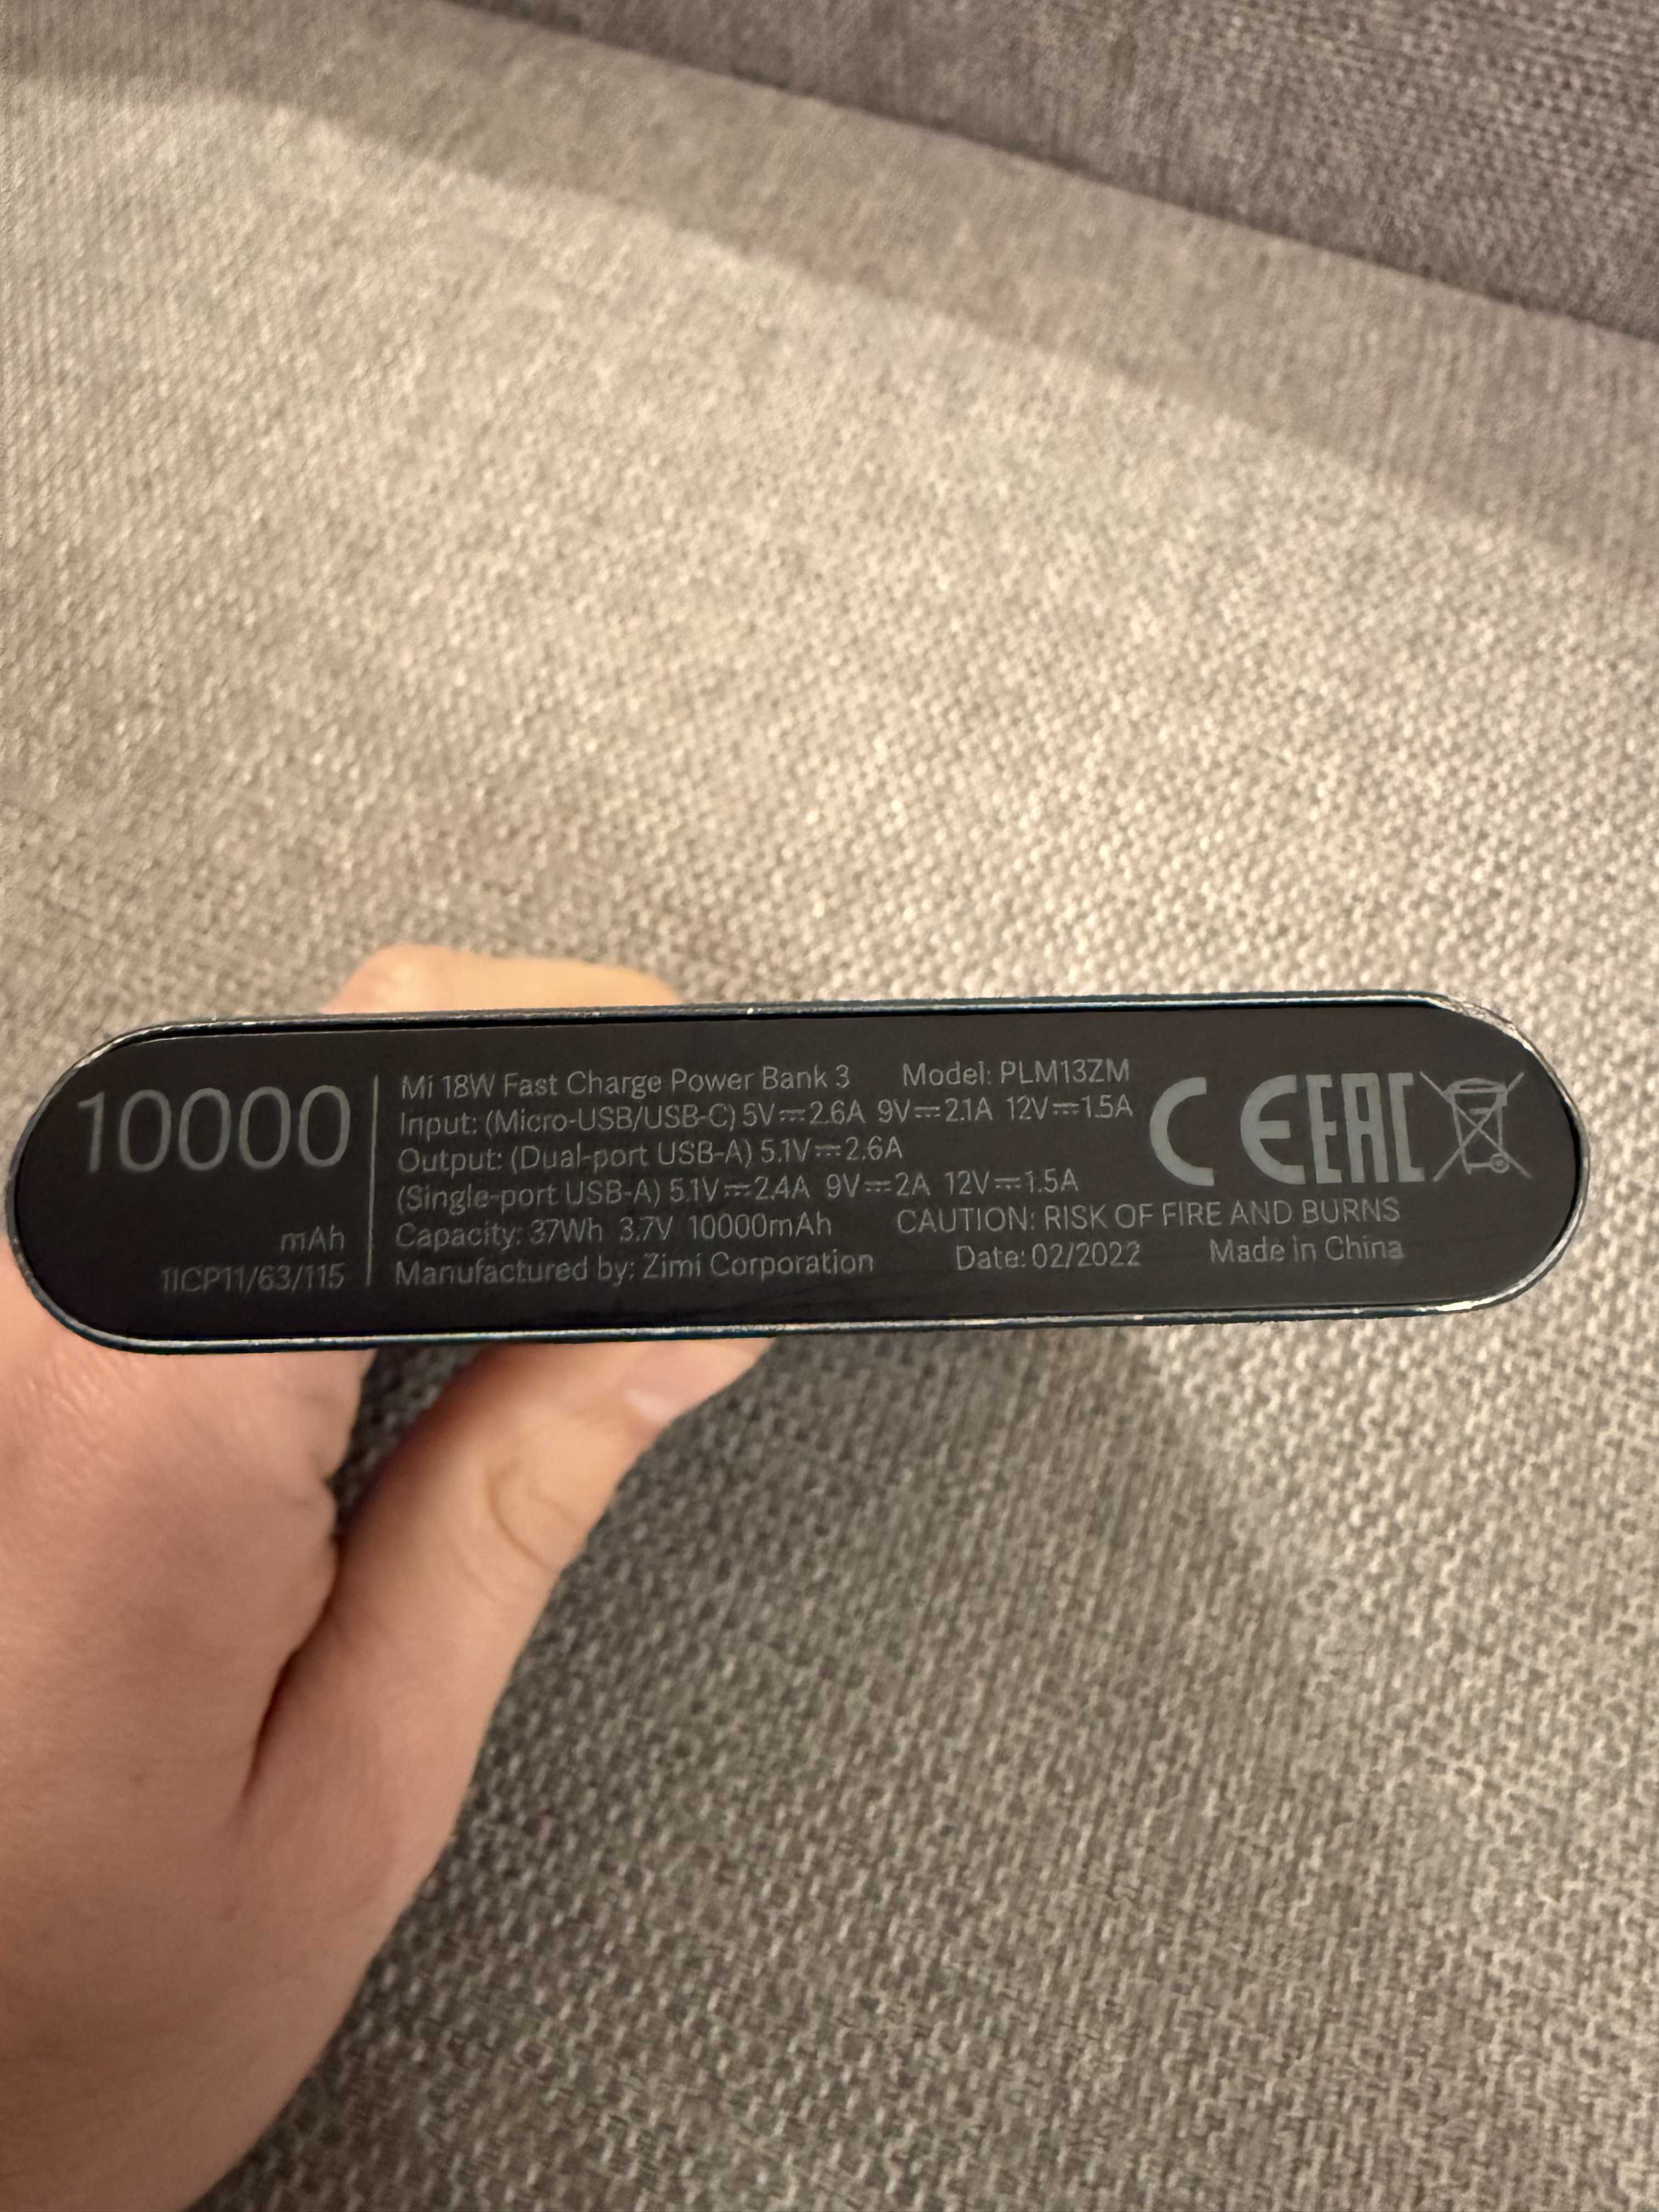 10000
mAh
1ICP11/63/115
Mi 18W Fast Charge Power Bank 3 Model: PLM13ZM
Input: (Micro-USB/USB-C) 5V⎓2.6A 9V⎓2.1A 12V⎓1.5A
Output: (Dual-port USB-A) 5.1V⎓2.6A
(Single-port USB-A) 5.1V⎓2.4A 9V⎓2A 12V⎓1.5A
Capacity: 37Wh 3.7V 10000mAh CAUTION: RISK OF FIRE AND BURNS
Manufactured by: Zimi Corporation Date: 02/2022 Made in China
CE EAC